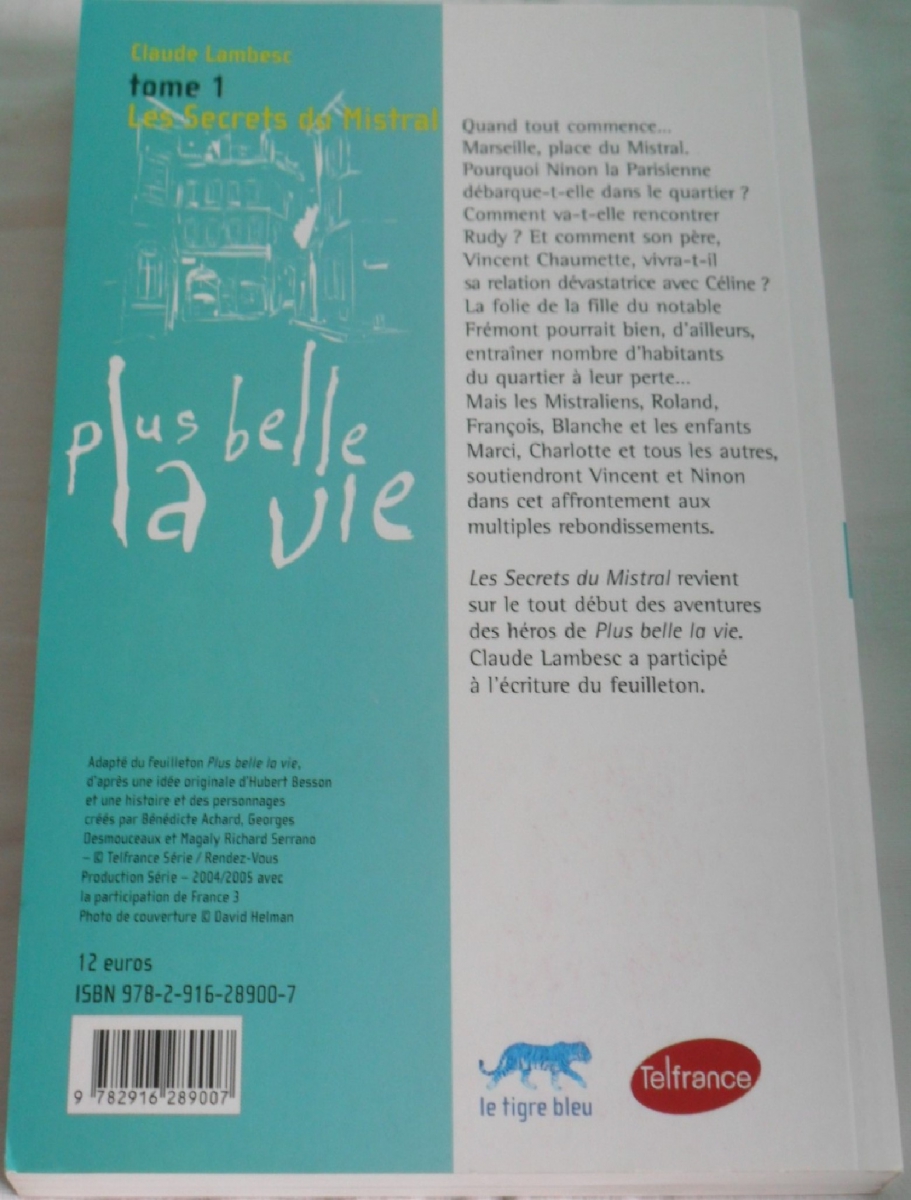 Claude Lambesc
tome 1
Les Secrets du Mistral
plus belle
la vie
Adapté du feuilleton Plus belle la vie,
d'après une idée originale d'Hubert Besson
et une histoire et des personnages
créés par Bénédicte Achard, Georges
Desmouceaux et Magaly Richard Serrano
– © Telfrance Série / Rendez-Vous
Production Série – 2004/2005 avec
la participation de France 3
Photo de couverture © David Helman
12 euros
ISBN 978-2-916-28900-7
9 782916 289007
Quand tout commence...
Marseille, place du Mistral.
Pourquoi Ninon la Parisienne
débarque-t-elle dans le quartier ?
Comment va-t-elle rencontrer
Rudy ? Et comment son père,
Vincent Chaumette, vivra-t-il
sa relation dévastatrice avec Céline ?
La folie de la fille du notable
Frémont pourrait bien, d'ailleurs,
entraîner nombre d'habitants
du quartier à leur perte...
Mais les Mistraliens, Roland,
François, Blanche et les enfants
Marci, Charlotte et tous les autres,
soutiendront Vincent et Ninon
dans cet affrontement aux
multiples rebondissements.
Les Secrets du Mistral revient
sur le tout début des aventures
des héros de Plus belle la vie.
Claude Lambesc a participé
à l'écriture du feuilleton.
le tigre bleu
Telfrance